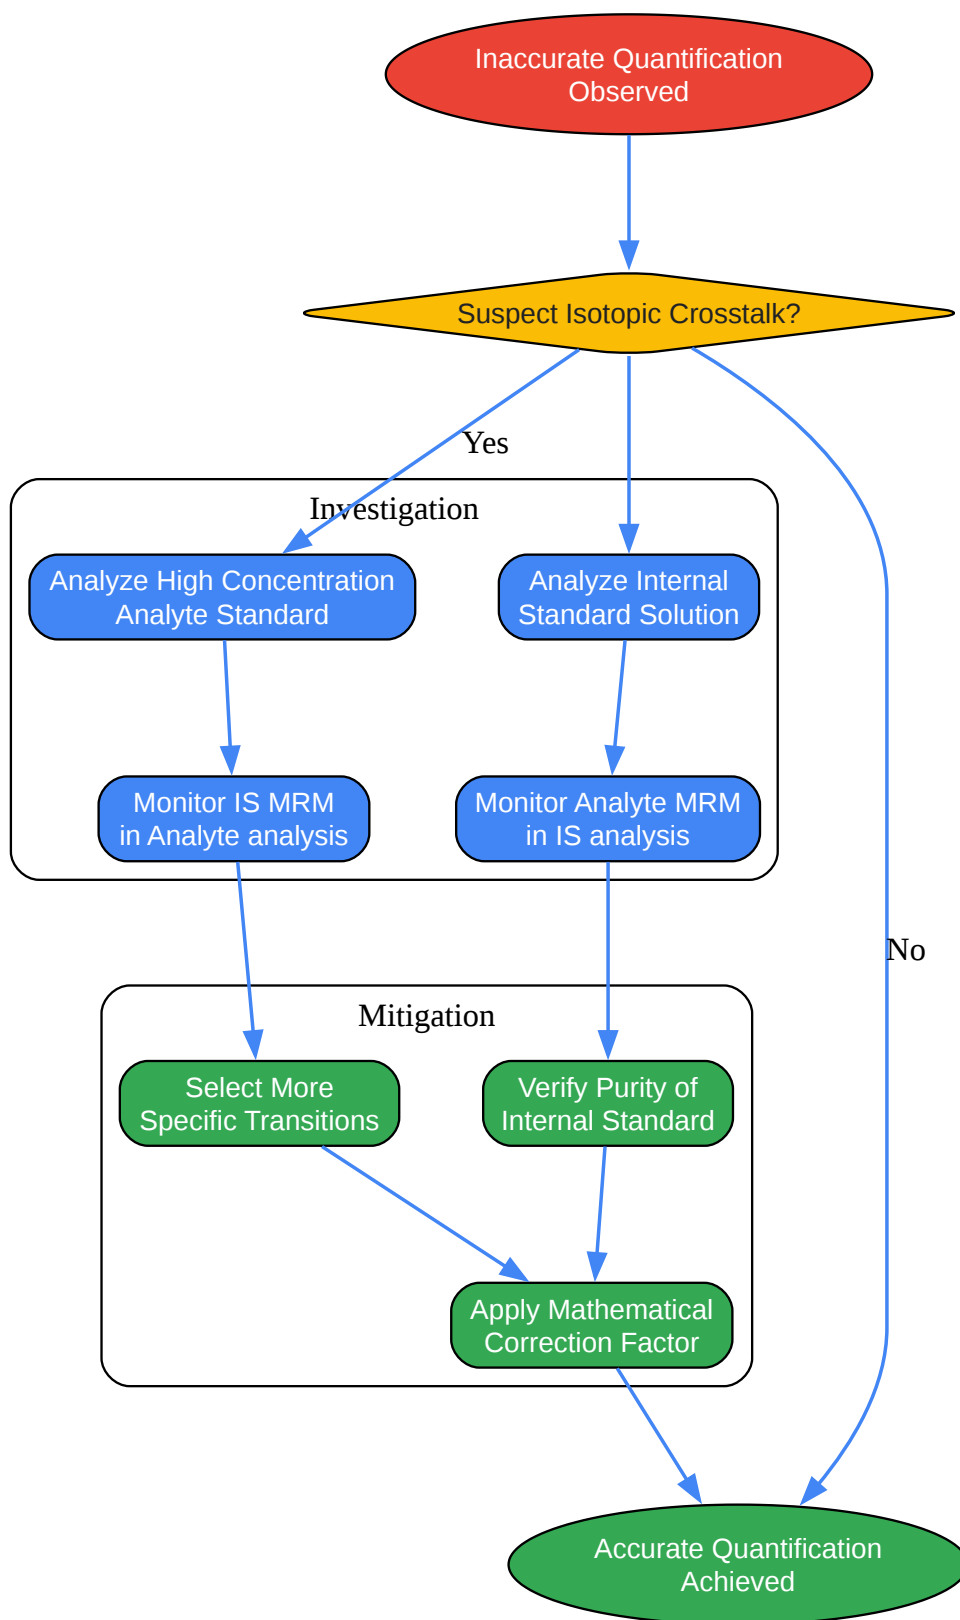 Inaccurate Quantification
Observed
Suspect Isotopic Crosstalk?
Yes
Investigation
Analyze High Concentration
Analyte Standard
Analyze Internal
Standard Solution
Monitor IS MRM
in Analyte analysis
Monitor Analyte MRM
in IS analysis
No
Mitigation
Select More
Specific Transitions
Verify Purity of
Internal Standard
Apply Mathematical
Correction Factor
Accurate Quantification
Achieved